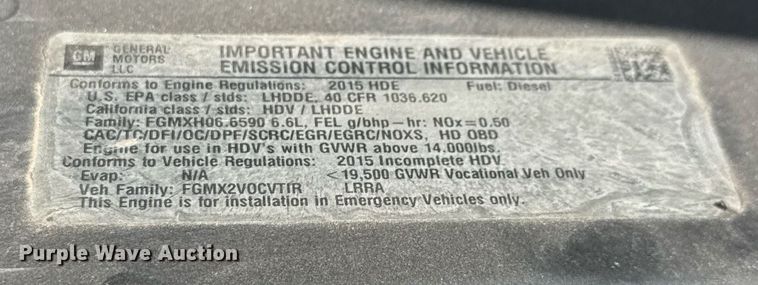 GM GENERAL MOTORS LLC
IMPORTANT ENGINE AND VEHICLE
EMISSION CONTROL INFORMATION
Conforms to Engine Regulations: 2015 HDE Fuel: Diesel
U.S. EPA class / stds: LHDDE, 40 CFR 1036.620
California class / stds: HDV / LHDDE
Family: FGMXH06.6590 6.6L, FEL g/bhp-hr: NOx=0.50
CAC/TC/DFI/OC/DPF/SCRC/EGR/EGRC/NOXS, HD OBD
Engine for use in HDV's with GVWR above 14,000lbs.
Conforms to Vehicle Regulations: 2015 Incomplete HDV
Evap: N/A <19,500 GVWR Vocational Veh Only
Veh Family: FGMX2VOCVTIR LRRA
This Engine is for installation in Emergency Vehicles only.
Purple Wave Auction